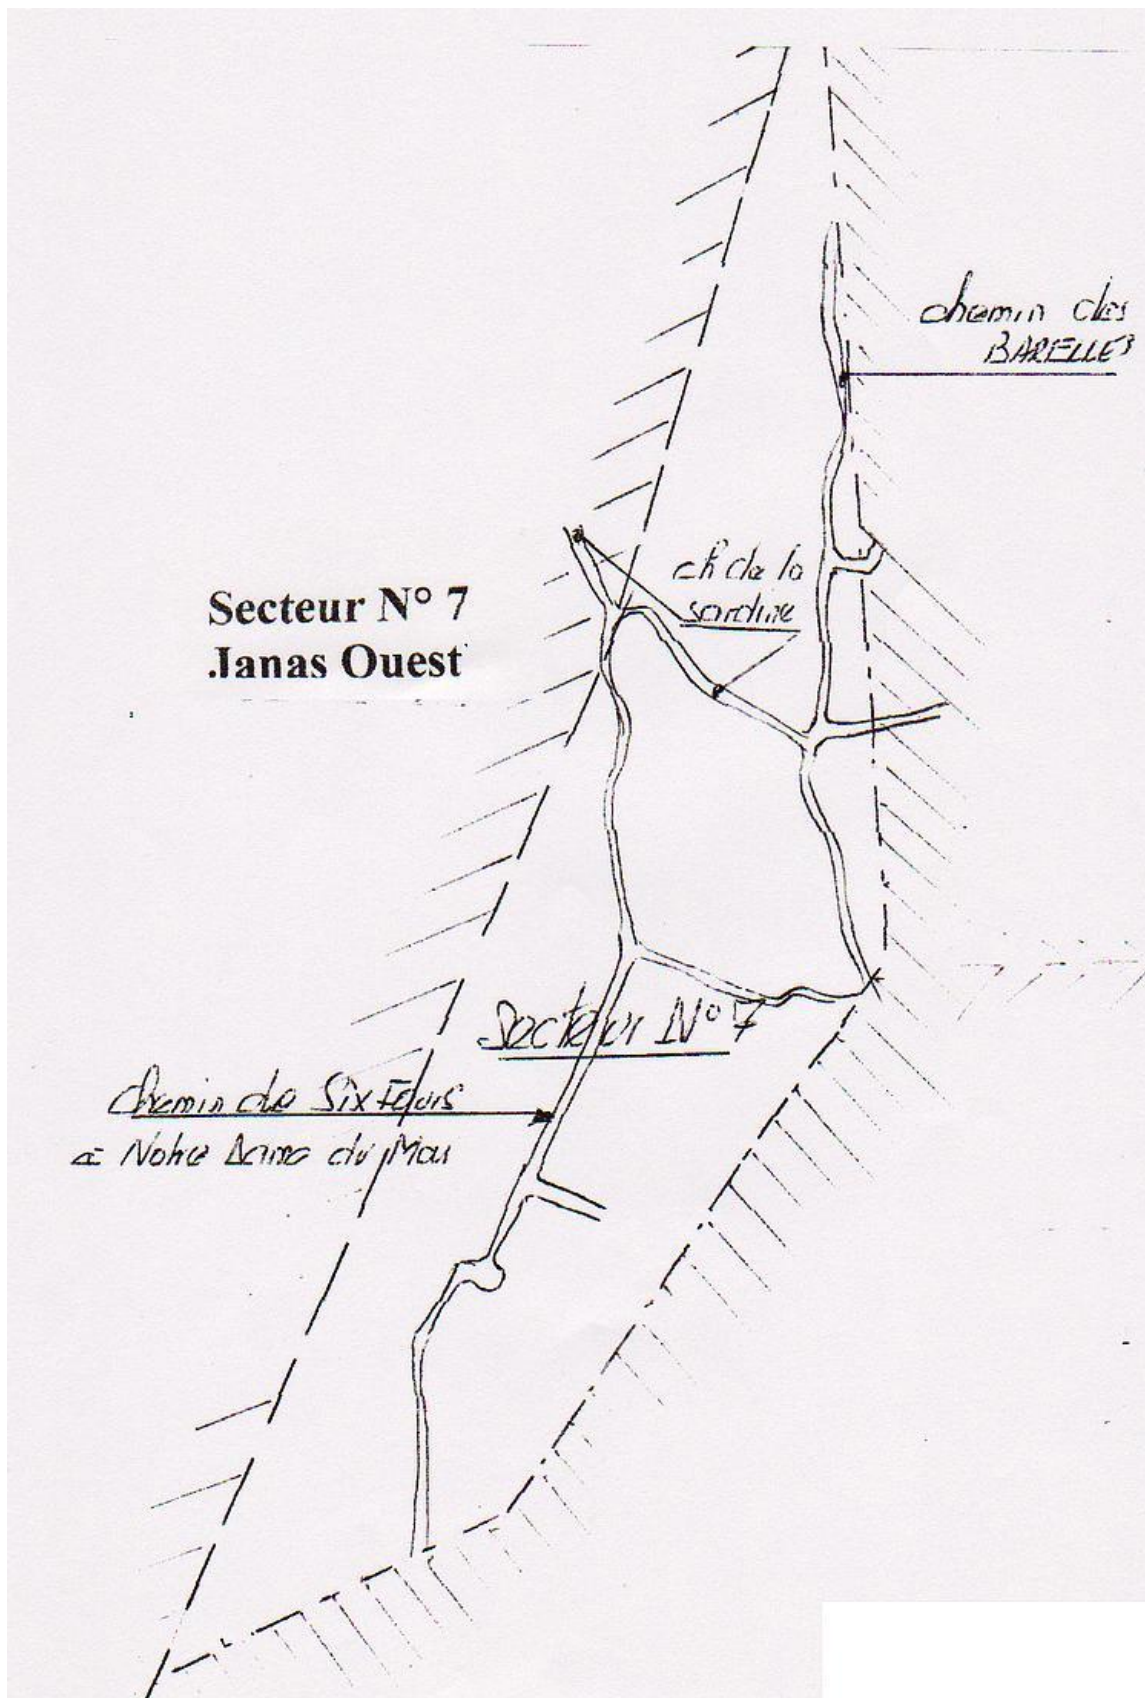 chemin des
BARELLES
ch de la
sardine
Secteur N° 7
Janas Ouest
Secteur N° 7
Chemin de Six Fours
à Notre Dame du Mai